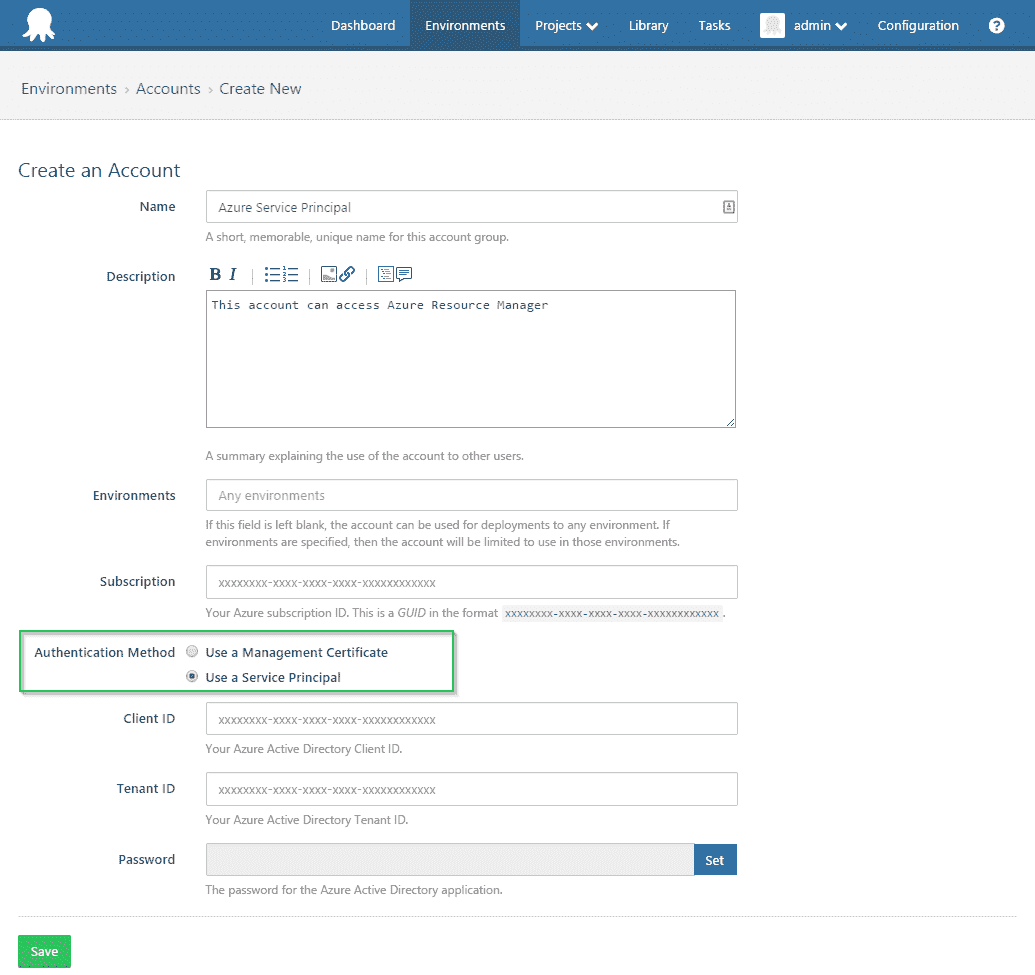 Dashboard Environments Projects Library Tasks admin Configuration ?
Environments › Accounts › Create New
Create an Account
Name Azure Service Principal
A short, memorable, unique name for this account group.
Description B I
This account can access Azure Resource Manager
A summary explaining the use of the account to other users.
Environments Any environments
If this field is left blank, the account can be used for deployments to any environment. If
environments are specified, then the account will be limited to use in those environments.
Subscription xxxxxxxx-xxxx-xxxx-xxxx-xxxxxxxxxxxx
Your Azure subscription ID. This is a GUID in the format xxxxxxxx-xxxx-xxxx-xxxx-xxxxxxxxxxxx .
Authentication Method Use a Management Certificate
Use a Service Principal
Client ID xxxxxxxx-xxxx-xxxx-xxxx-xxxxxxxxxxxx
Your Azure Active Directory Client ID.
Tenant ID xxxxxxxx-xxxx-xxxx-xxxx-xxxxxxxxxxxx
Your Azure Active Directory Tenant ID.
Password Set
The password for the Azure Active Directory application.
Save